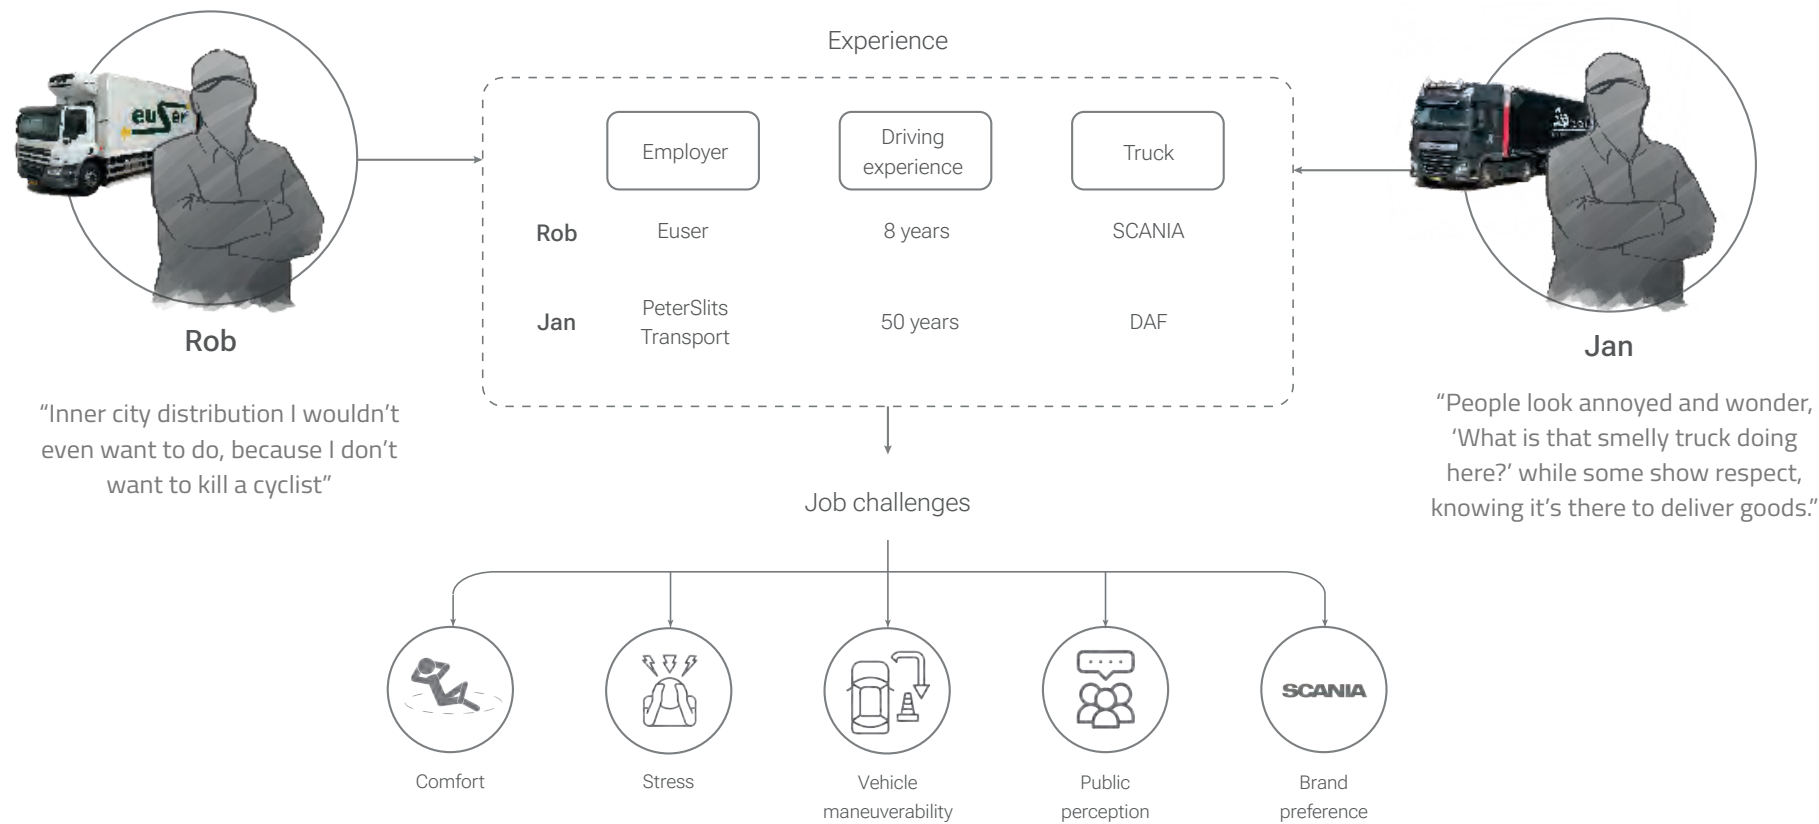 Experience
euser
Employer
Driving
experience
Truck
Rob
Euser
8 years
SCANIA
Jan
PeterSlits
Transport
50 years
DAF
Rob
“Inner city distribution I wouldn’t
even want to do, because I don’t
want to kill a cyclist”
Jan
“People look annoyed and wonder,
‘What is that smelly truck doing
here?’ while some show respect,
knowing it’s there to deliver goods.”
Job challenges
SCANIA
Comfort
Stress
Vehicle
maneuverability
Public
perception
Brand
preference